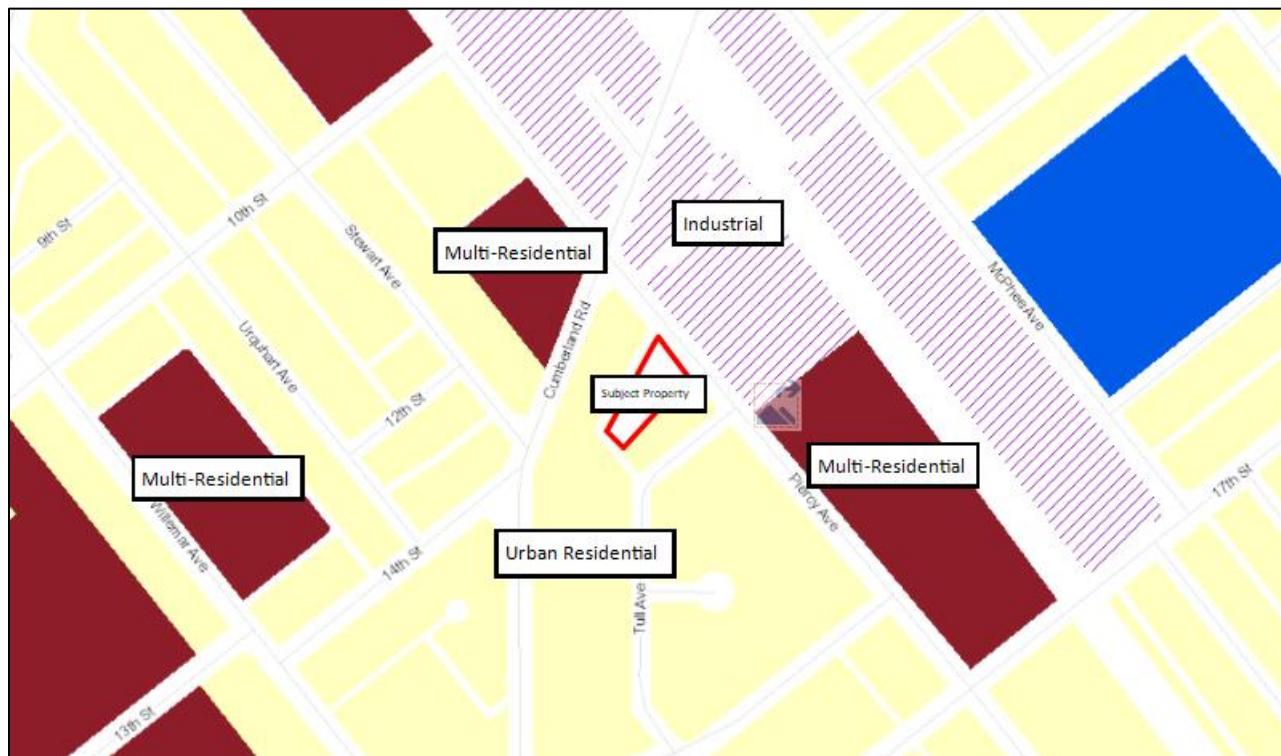 10th St
9th St
Stewart Ave
Multi-Residential
Industrial
McPhee Ave
Urquhart Ave
Cumberland Rd
Subject Property
12th St
Multi-Residential
Willemar Ave
Multi-Residential
Piercy Ave
17th St
Urban Residential
14th St
Tull Ave
13th St